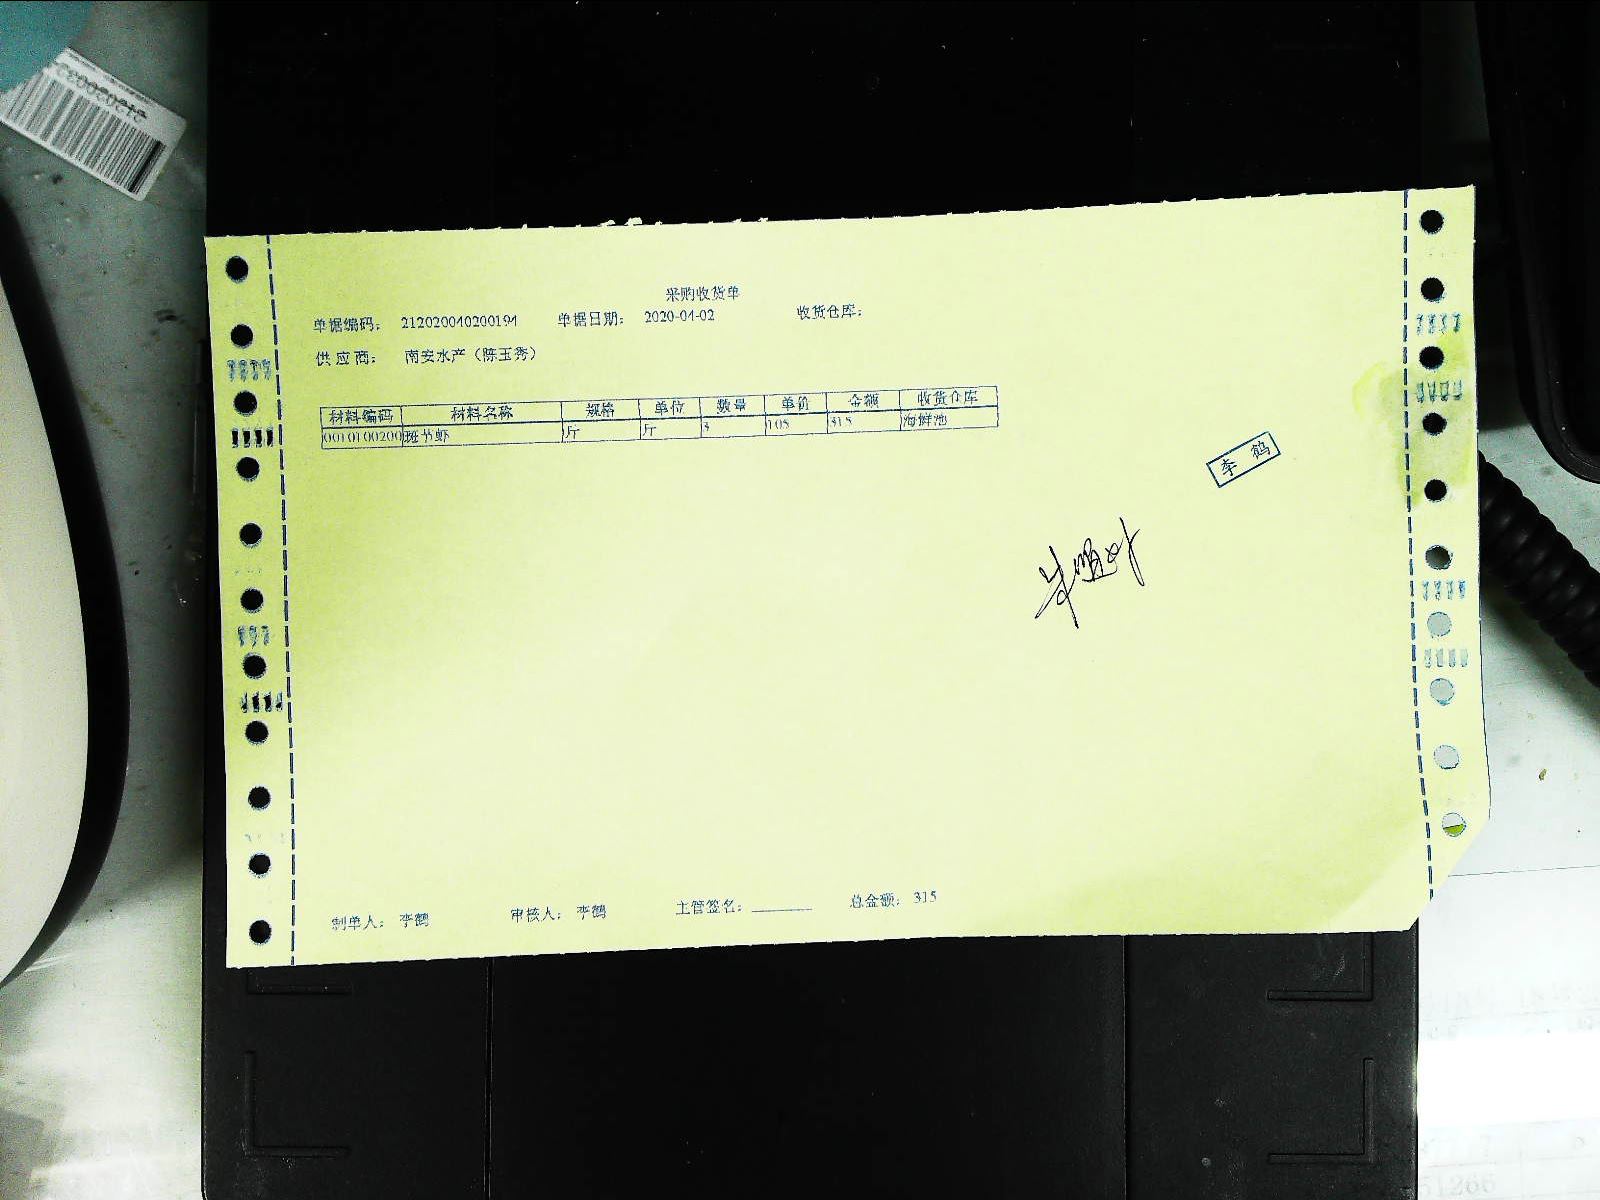 采购收货单
单据编码： 212020040200194 单据日期： 2020-04-02 收货仓库：
供 应 商： 南安水产（陈玉秀）
材料编码 材料名称 规格 单位 数量 单价 金额 收货仓库
0010100200 斑节虾 斤 斤 3 105 315 海鲜池
李 鹤
制单人： 李鹤 审核人： 李鹤 主管签名：________ 总金额： 315